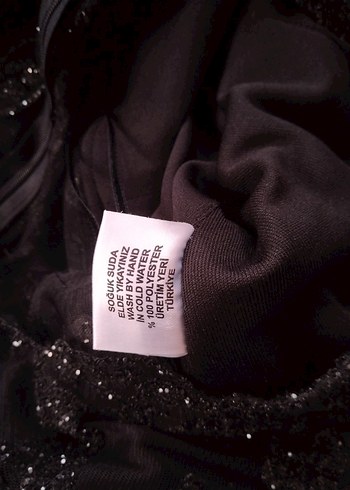 SOĞUK SUDA
ELDE YIKAYINIZ
WASH BY HAND
IN COLD WATER
% 100 POLYESTER
ÜRETİM YERİ
TÜRKİYE